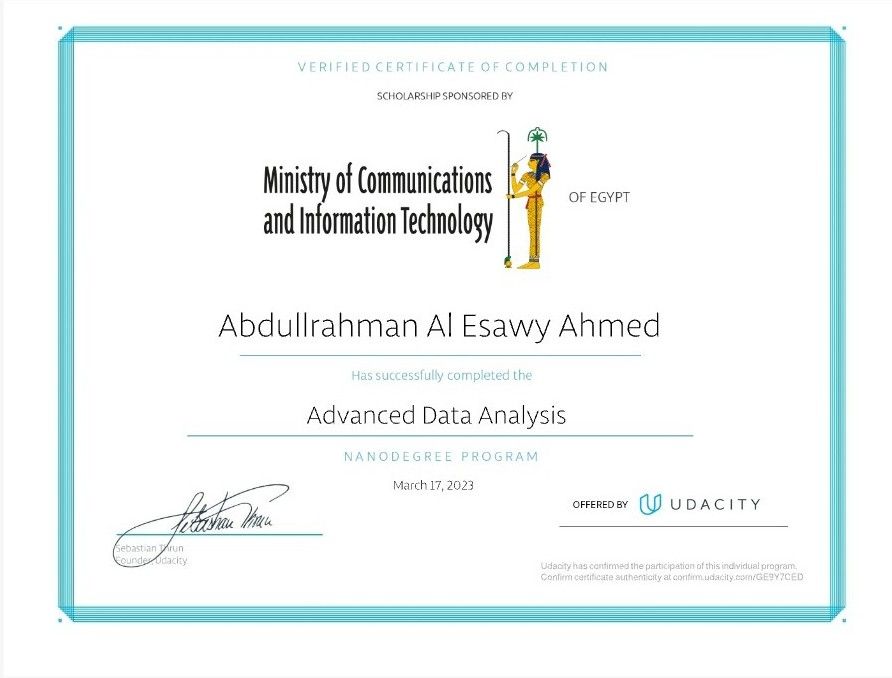 VERIFIED CERTIFICATE OF COMPLETION
SCHOLARSHIP SPONSORED BY
Ministry of Communications
and Information Technology
OF EGYPT
Abdullrahman Al Esawy Ahmed
Has successfully completed the
Advanced Data Analysis
NANODEGREE PROGRAM
March 17, 2023
Sebastian Thrun
OFFERED BY UDACITY
Sebastian Thrun
Founder, Udacity
Udacity has confirmed the participation of this individual program.
Confirm certificate authenticity at confirm.udacity.com/GE9Y7CED